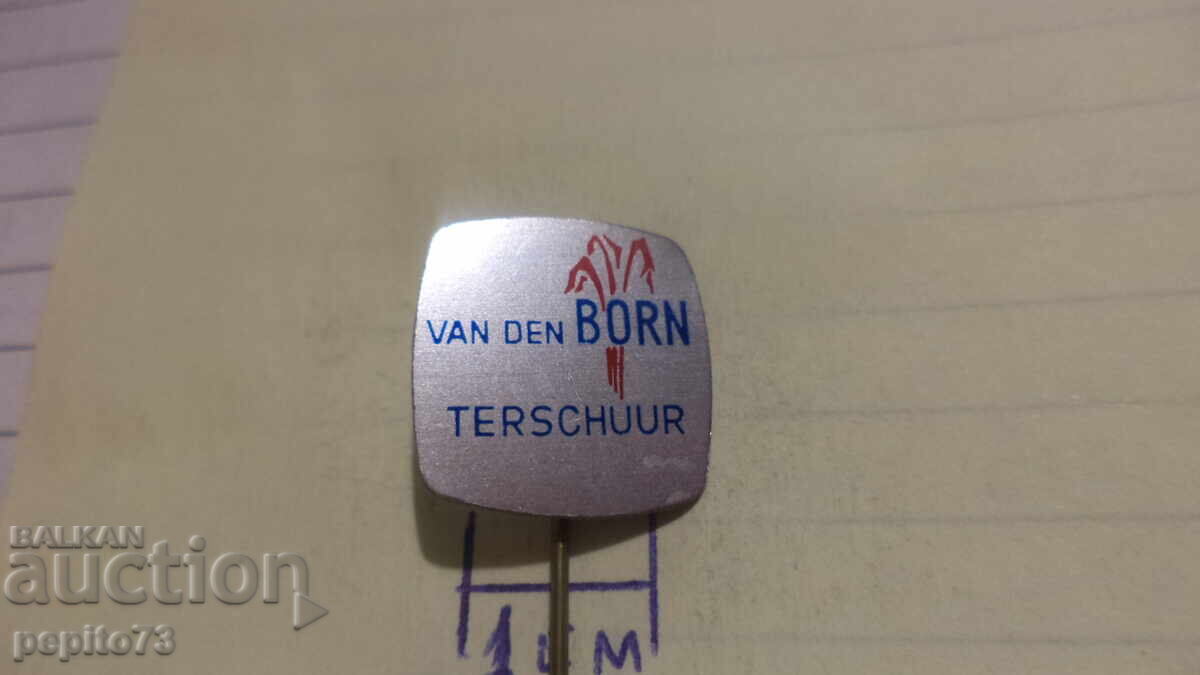 VAN DEN BORN
TERSCHUUR
1 cM
BALKAN
auction
pepito73